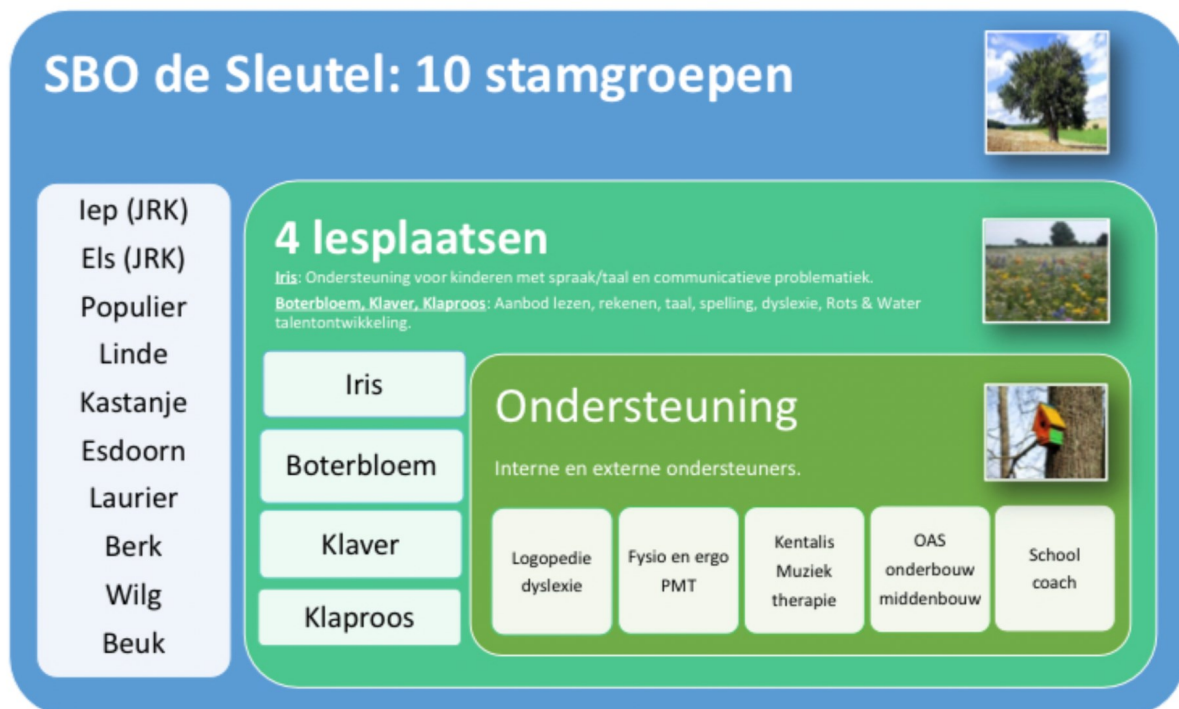 SBO de Sleutel: 10 stamgroepen
Iep (JRK)
Els (JRK)
Populier
Linde
Kastanje
Esdoorn
Laurier
Berk
Wilg
Beuk
4 lesplaatsen
Iris: Ondersteuning voor kinderen met spraak/taal en communicatieve problematiek.
Boterbloem, Klaver, Klaproos: Aanbod lezen, rekenen, taal, spelling, dyslexie, Rots & Water
talentontwikkeling.
Iris
Boterbloem
Klaver
Klaproos
Ondersteuning
Interne en externe ondersteuners.
Logopedie
dyslexie
Fysio en ergo
PMT
Kentalis
Muziek
therapie
OAS
onderbouw
middenbouw
School
coach